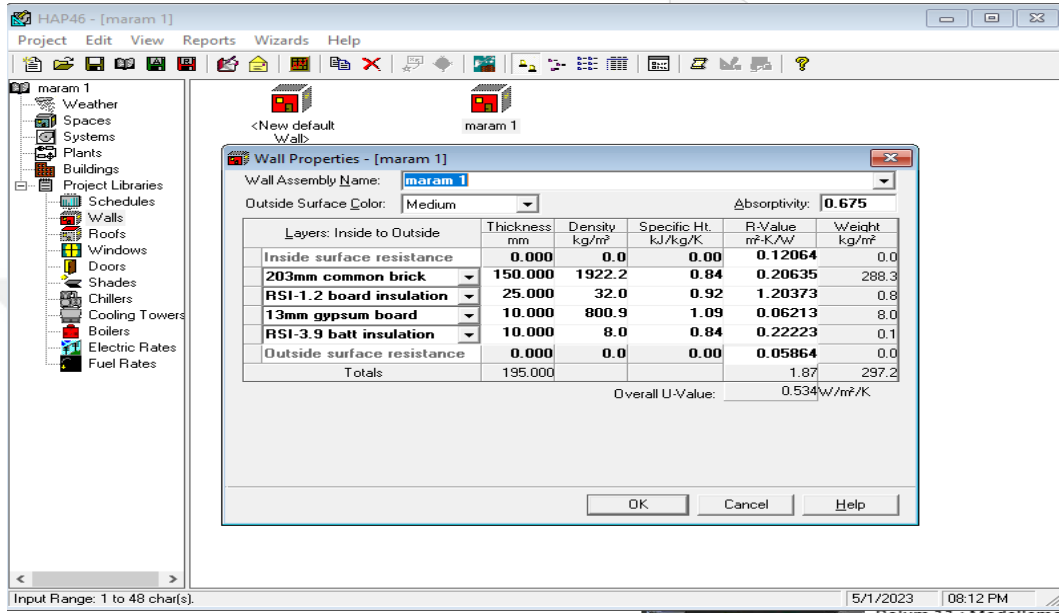 HAP46 - [maram 1]
Project Edit View Reports Wizards Help
maram 1
Weather
Spaces
Systems
Plants
Buildings
Project Libraries
Schedules
Walls
Roofs
Windows
Doors
Shades
Chillers
Cooling Towers
Boilers
Electric Rates
Fuel Rates
<New default
Wall>
maram 1
Wall Properties - [maram 1]
Wall Assembly Name: maram 1
Outside Surface Color: Medium Absorptivity: 0.675
Layers: Inside to Outside Thickness mm Density kg/m³ Specific Ht. kJ/kg/K R-Value m²-K/W Weight kg/m²
Inside surface resistance 0.000 0.0 0.00 0.12064 0.0
203mm common brick 150.000 1922.2 0.84 0.20635 288.3
RSI-1.2 board insulation 25.000 32.0 0.92 1.20373 0.8
13mm gypsum board 10.000 800.9 1.09 0.06213 8.0
RSI-3.9 batt insulation 10.000 8.0 0.84 0.22223 0.1
Outside surface resistance 0.000 0.0 0.00 0.05864 0.0
Totals 195.000 1.87 297.2
Overall U-Value: 0.534 W/m²/K
OK Cancel Help
Input Range: 1 to 48 char(s). 5/1/2023 08:12 PM